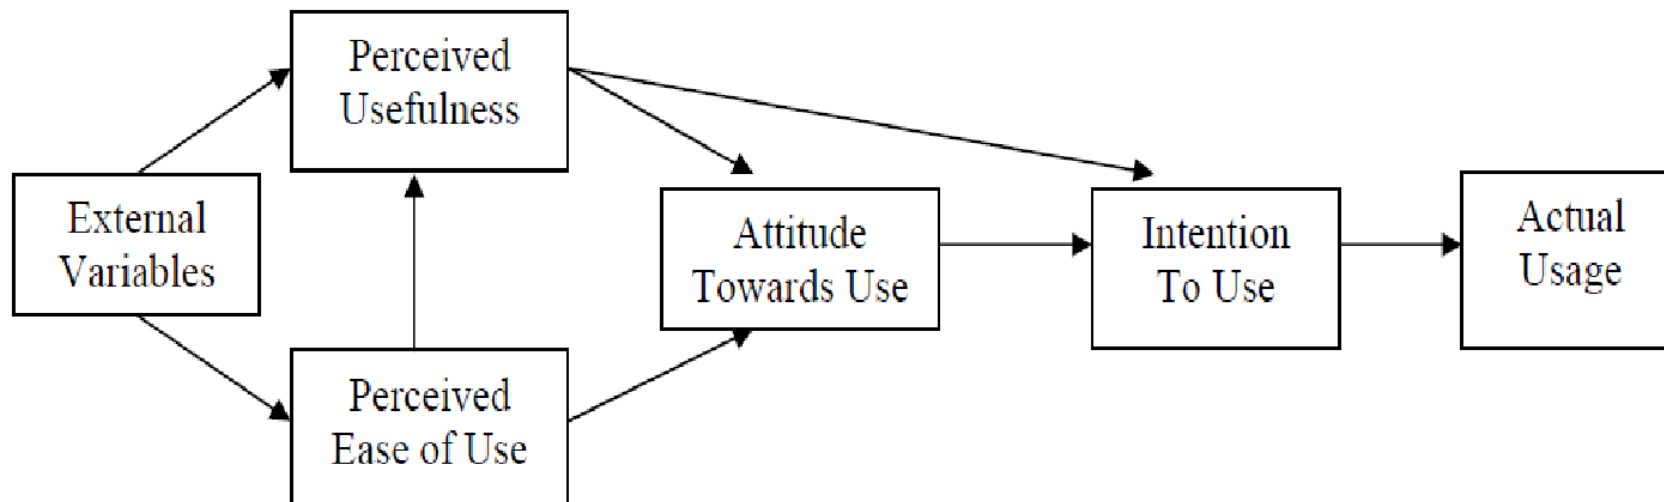 Perceived
Usefulness
External
Variables
Attitude
Towards Use
Intention
To Use
Actual
Usage
Perceived
Ease of Use